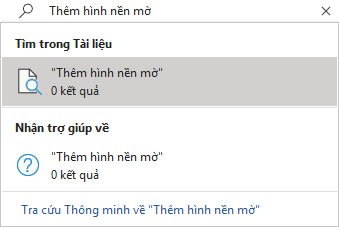 Thêm hình nền mờ
Tìm trong Tài liệu
"Thêm hình nền mờ"
0 kết quả
Nhận trợ giúp về
"Thêm hình nền mờ"
0 kết quả
Tra cứu Thông minh về "Thêm hình nền mờ"